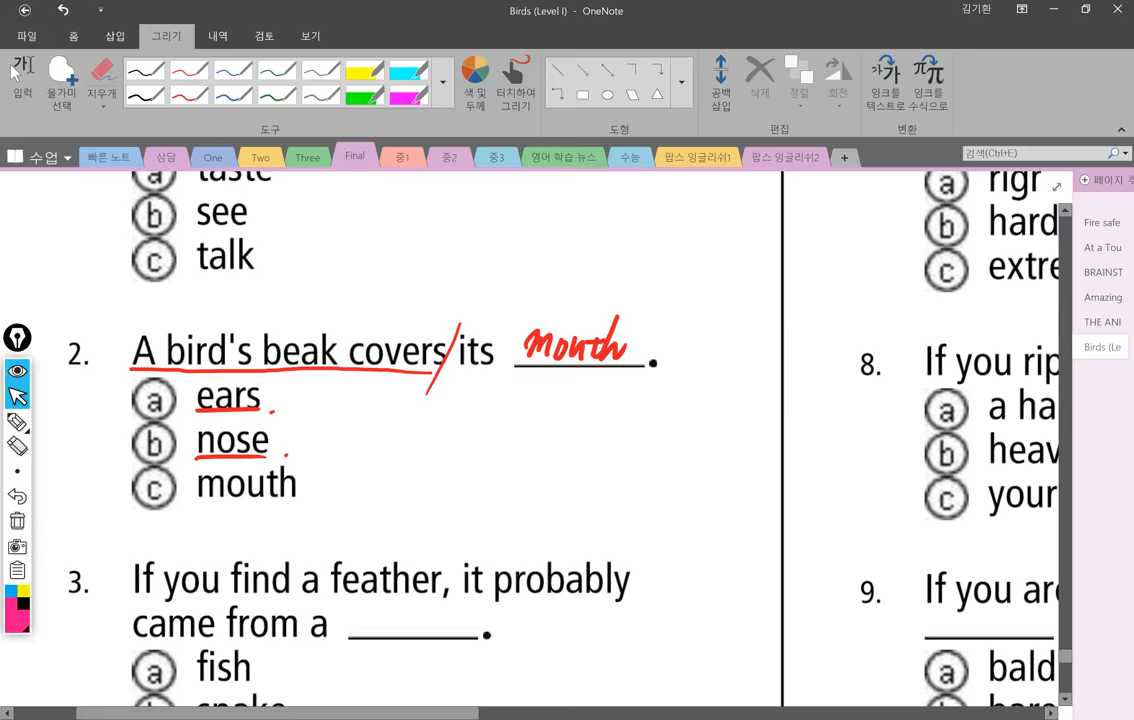 Birds (Level I) - OneNote
김기환
파일 홈 삽입 그리기 내역 검토 보기
입력
올가미 선택
지우개
색 및 두께
터치하여 그리기
공백 삽입
삭제
정렬
회전
잉크를 텍스트로
잉크를 수식으로
도구 도형 편집 변환
수업 빠른 노트 상담 One Two Three Final 중1 중2 중3 영어 학습 뉴스 수능 팝스 잉글리쉬1 팝스 잉글리쉬2
검색(Ctrl+E)
페이지 추
Fire safe
At a Tou
BRAINST
Amazing
THE ANI
Birds (Le
a taste
b see
c talk
2. A bird's beak covers its mouth.
a ears
b nose
c mouth
3. If you find a feather, it probably
came from a ________.
a fish
b snake
a
b hard
c extre
8. If you rip
a a ha
b heav
c your
9. If you are
a bald